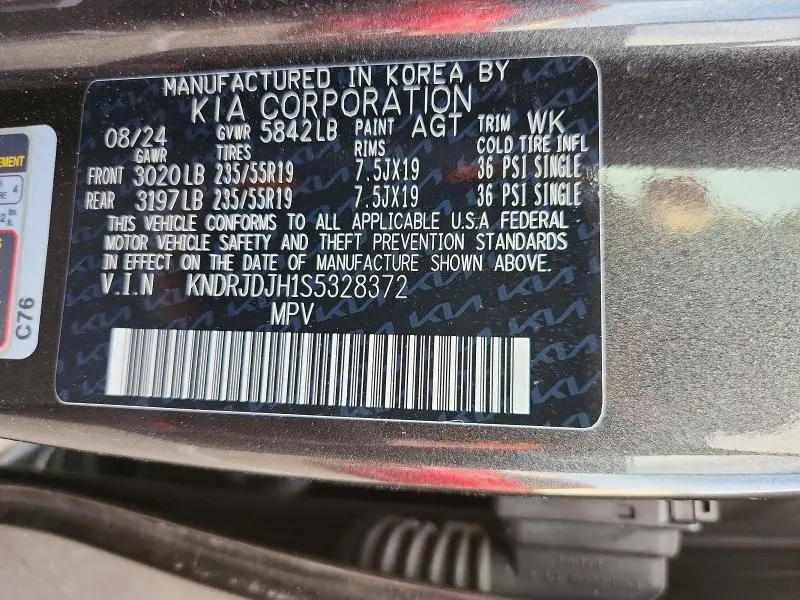 MANUFACTURED IN KOREA BY
KIA CORPORATION
08/24 GVWR 5842LB PAINT AGT TRIM WK
GAWR TIRES RIMS COLD TIRE INFL
FRONT 3020LB 235/55R19 7.5JX19 36 PSI SINGLE
REAR 3197LB 235/55R19 7.5JX19 36 PSI SINGLE
THIS VEHICLE CONFORMS TO ALL APPLICABLE U.S.A FEDERAL
MOTOR VEHICLE SAFETY AND THEFT PREVENTION STANDARDS
IN EFFECT ON THE DATE OF MANUFACTURE SHOWN ABOVE.
V.I.N KNDRJDJH1S5328372
MPV
4
C76